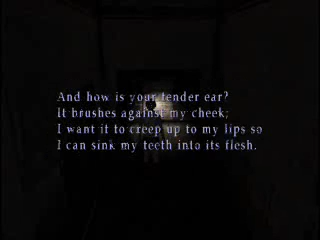 And how is your tender ear?
It brushes against my cheek;
I want it to creep up to my lips so
I can sink my teeth into its flesh.